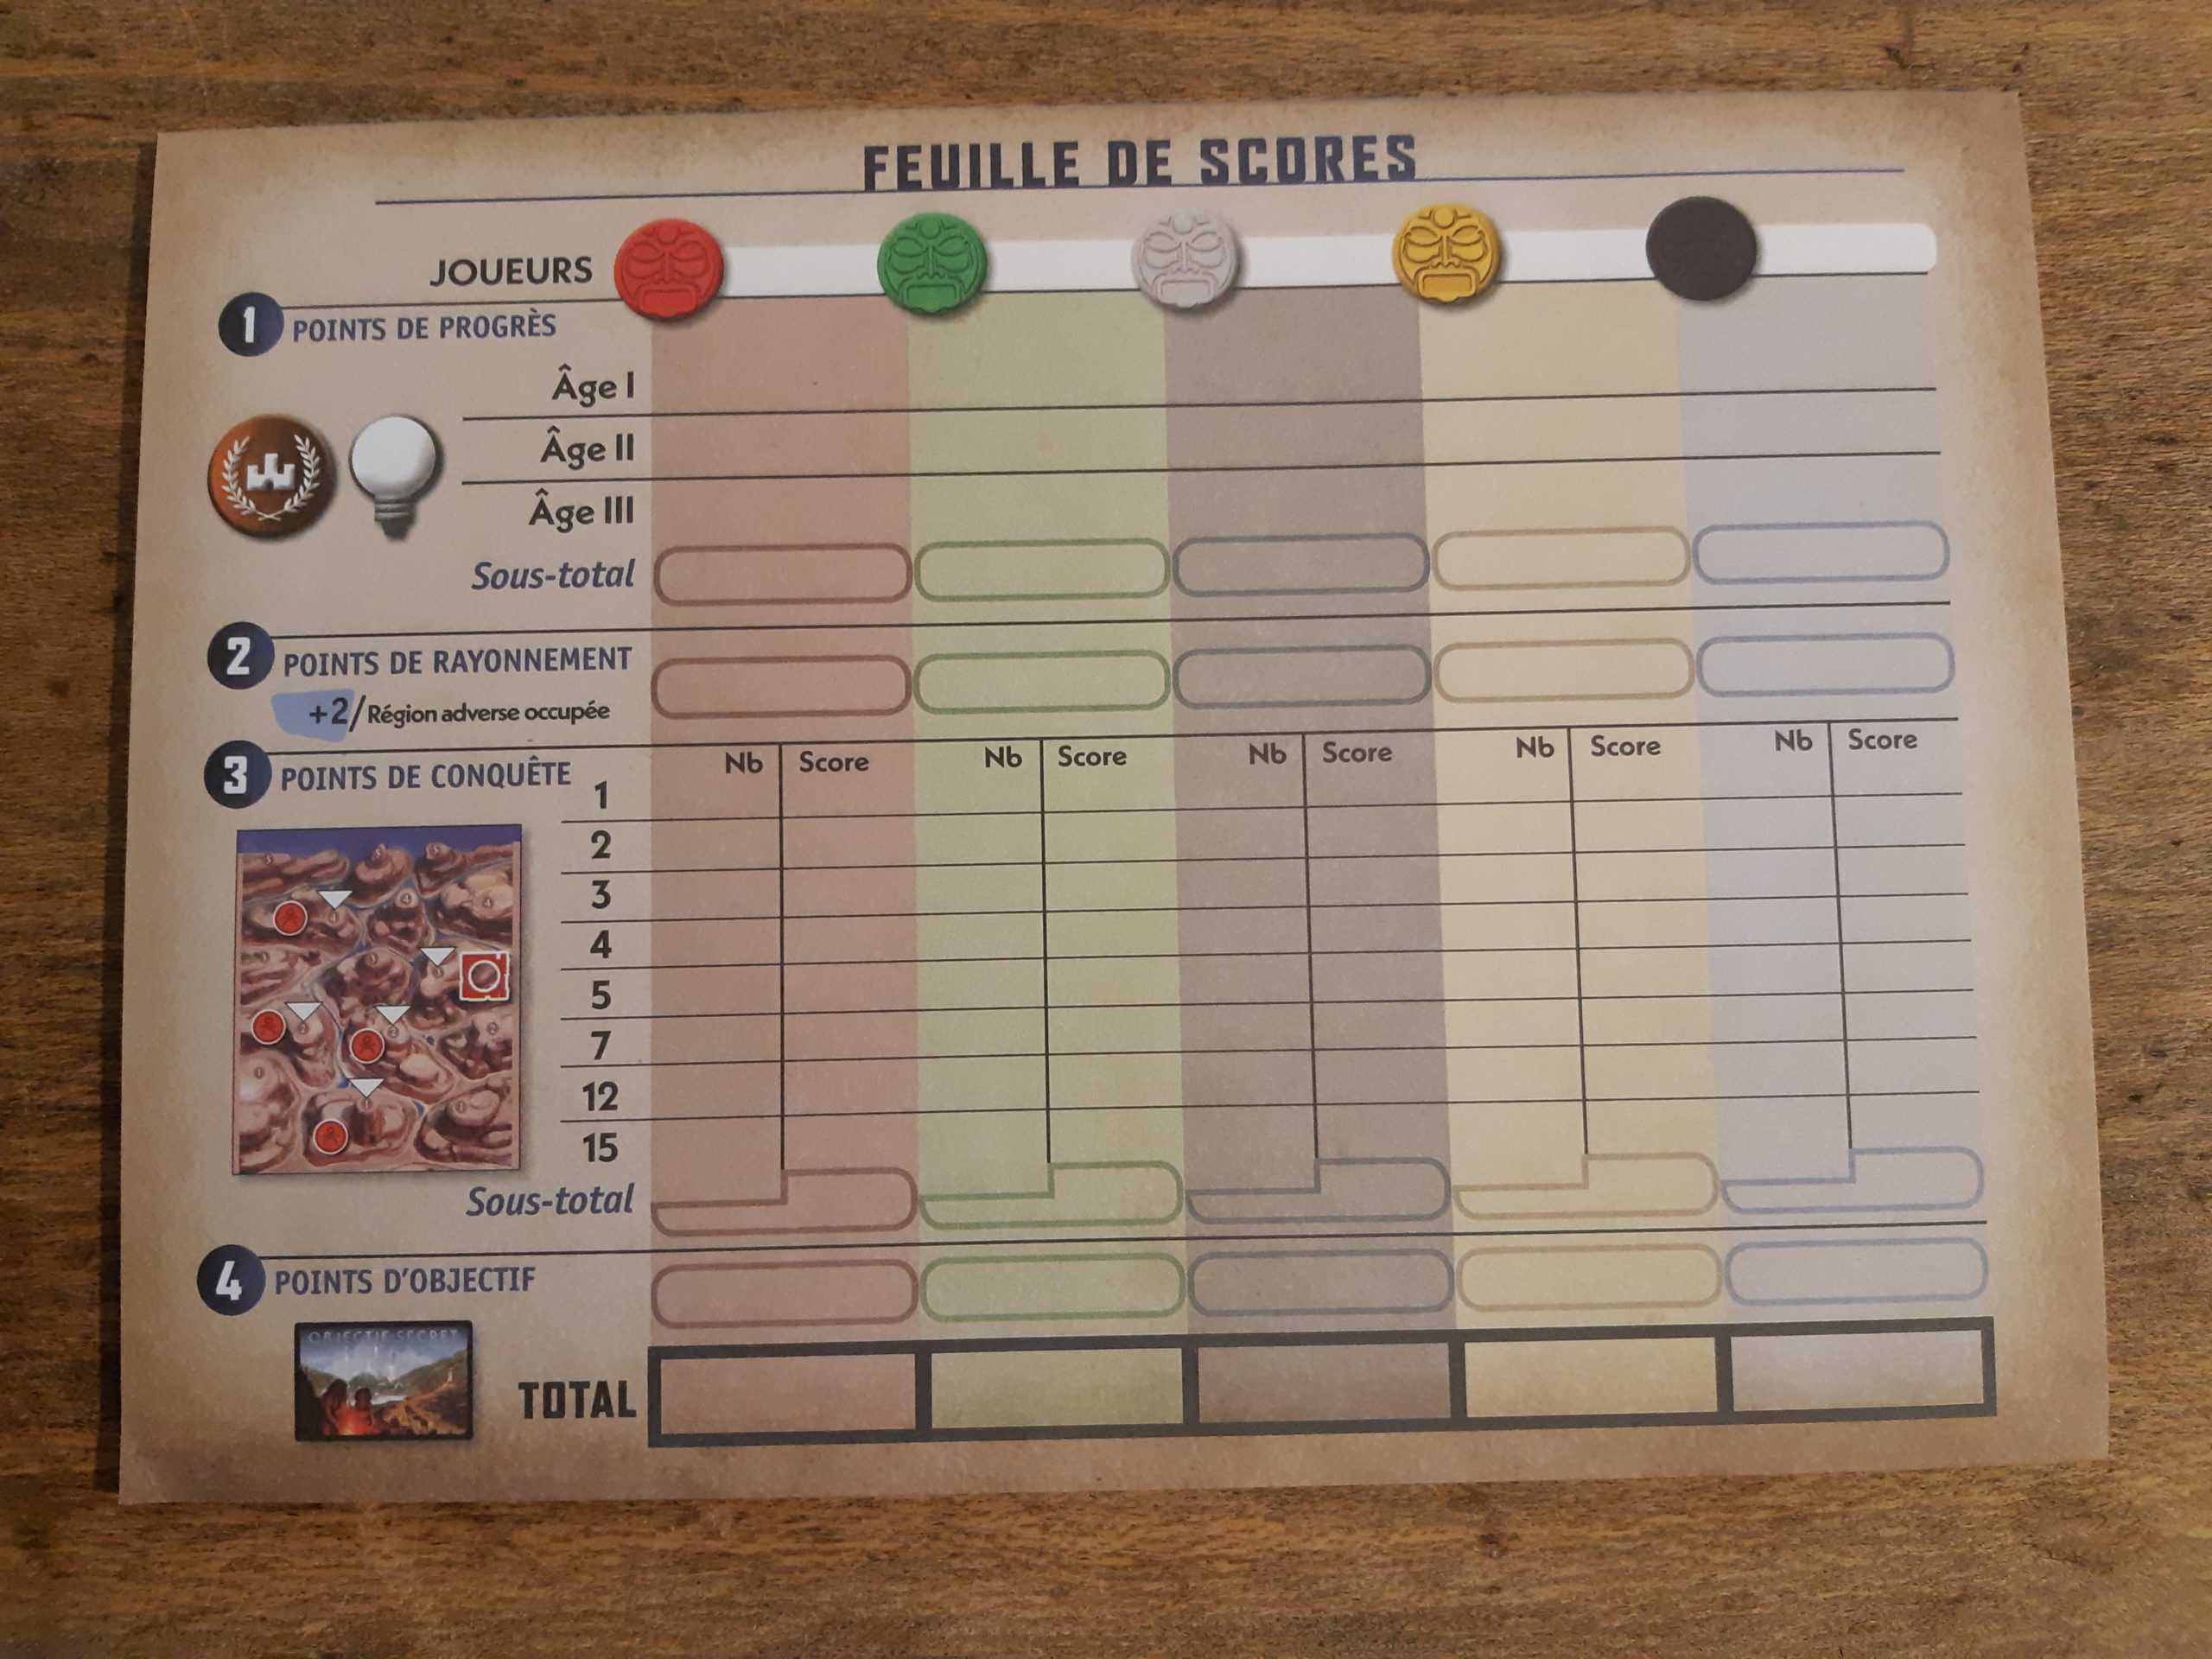 FEUILLE DE SCORES
JOUEURS
1 POINTS DE PROGRÈS
Âge I
Âge II
Âge III
Sous-total
2 POINTS DE RAYONNEMENT
+2/Région adverse occupée
3 POINTS DE CONQUÊTE
Nb Score Nb Score Nb Score Nb Score Nb Score
1
2
3
4
5
7
12
15
Sous-total
4 POINTS D'OBJECTIF
OBJECTIF SECRET
TOTAL